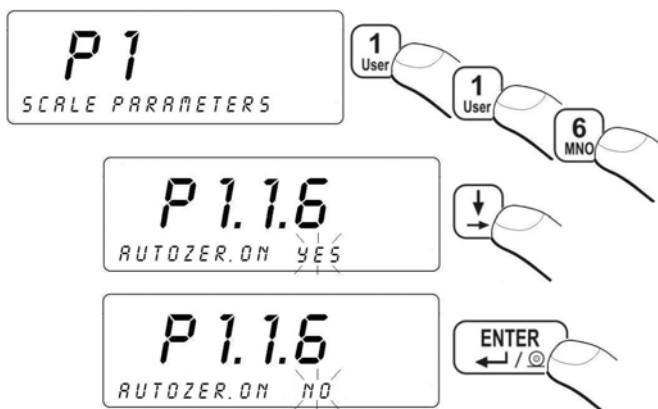 P1
SCALE PARAMETERS
1
User
1
User
6
MNO
P1.1.6
AUTOZER.ON YES
P1.1.6
AUTOZER.ON NO
ENTER
/